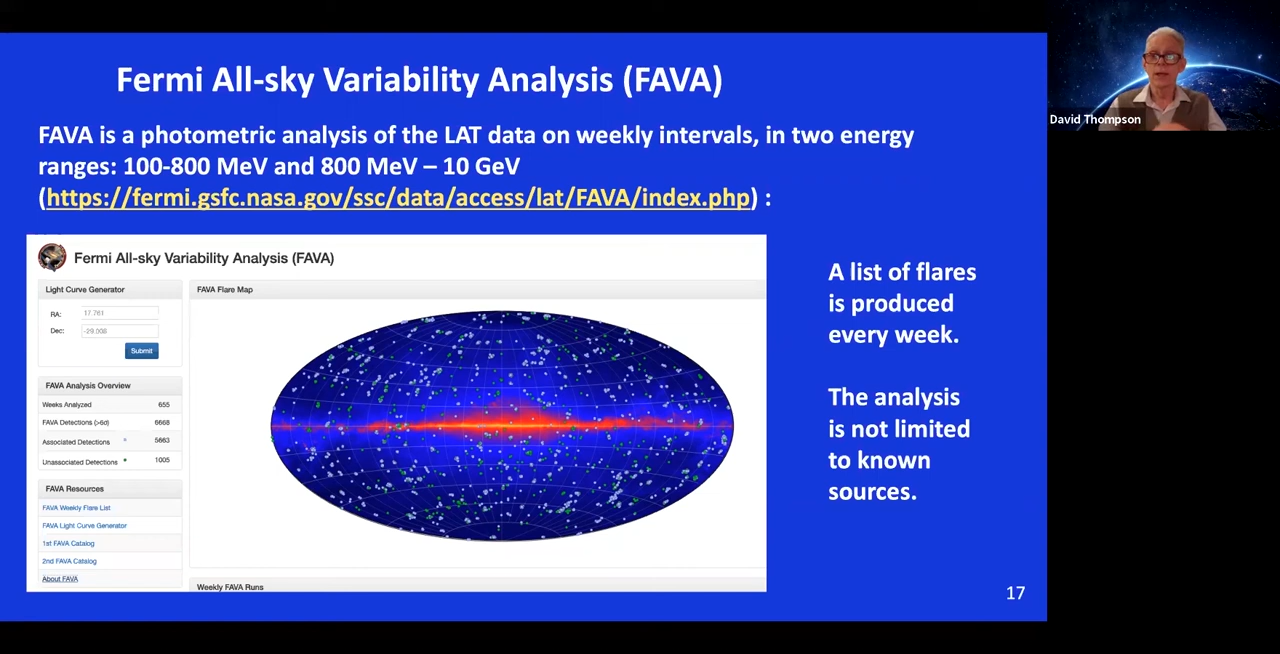 Fermi All-sky Variability Analysis (FAVA)
FAVA is a photometric analysis of the LAT data on weekly intervals, in two energy
ranges: 100-800 MeV and 800 MeV – 10 GeV
(https://fermi.gsfc.nasa.gov/ssc/data/access/lat/FAVA/index.php) :
Fermi All-sky Variability Analysis (FAVA)
Light Curve Generator
RA: 17.761
Dec: -29.008
Submit
FAVA Analysis Overview
Weeks Analyzed 655
FAVA Detections (>6σ) 6668
Associated Detections 5663
Unassociated Detections 1005
FAVA Resources
FAVA Weekly Flare List
FAVA Light Curve Generator
1st FAVA Catalog
2nd FAVA Catalog
About FAVA
FAVA Flare Map
Weekly FAVA Runs
A list of flares
is produced
every week.
The analysis
is not limited
to known
sources.
17
David Thompson